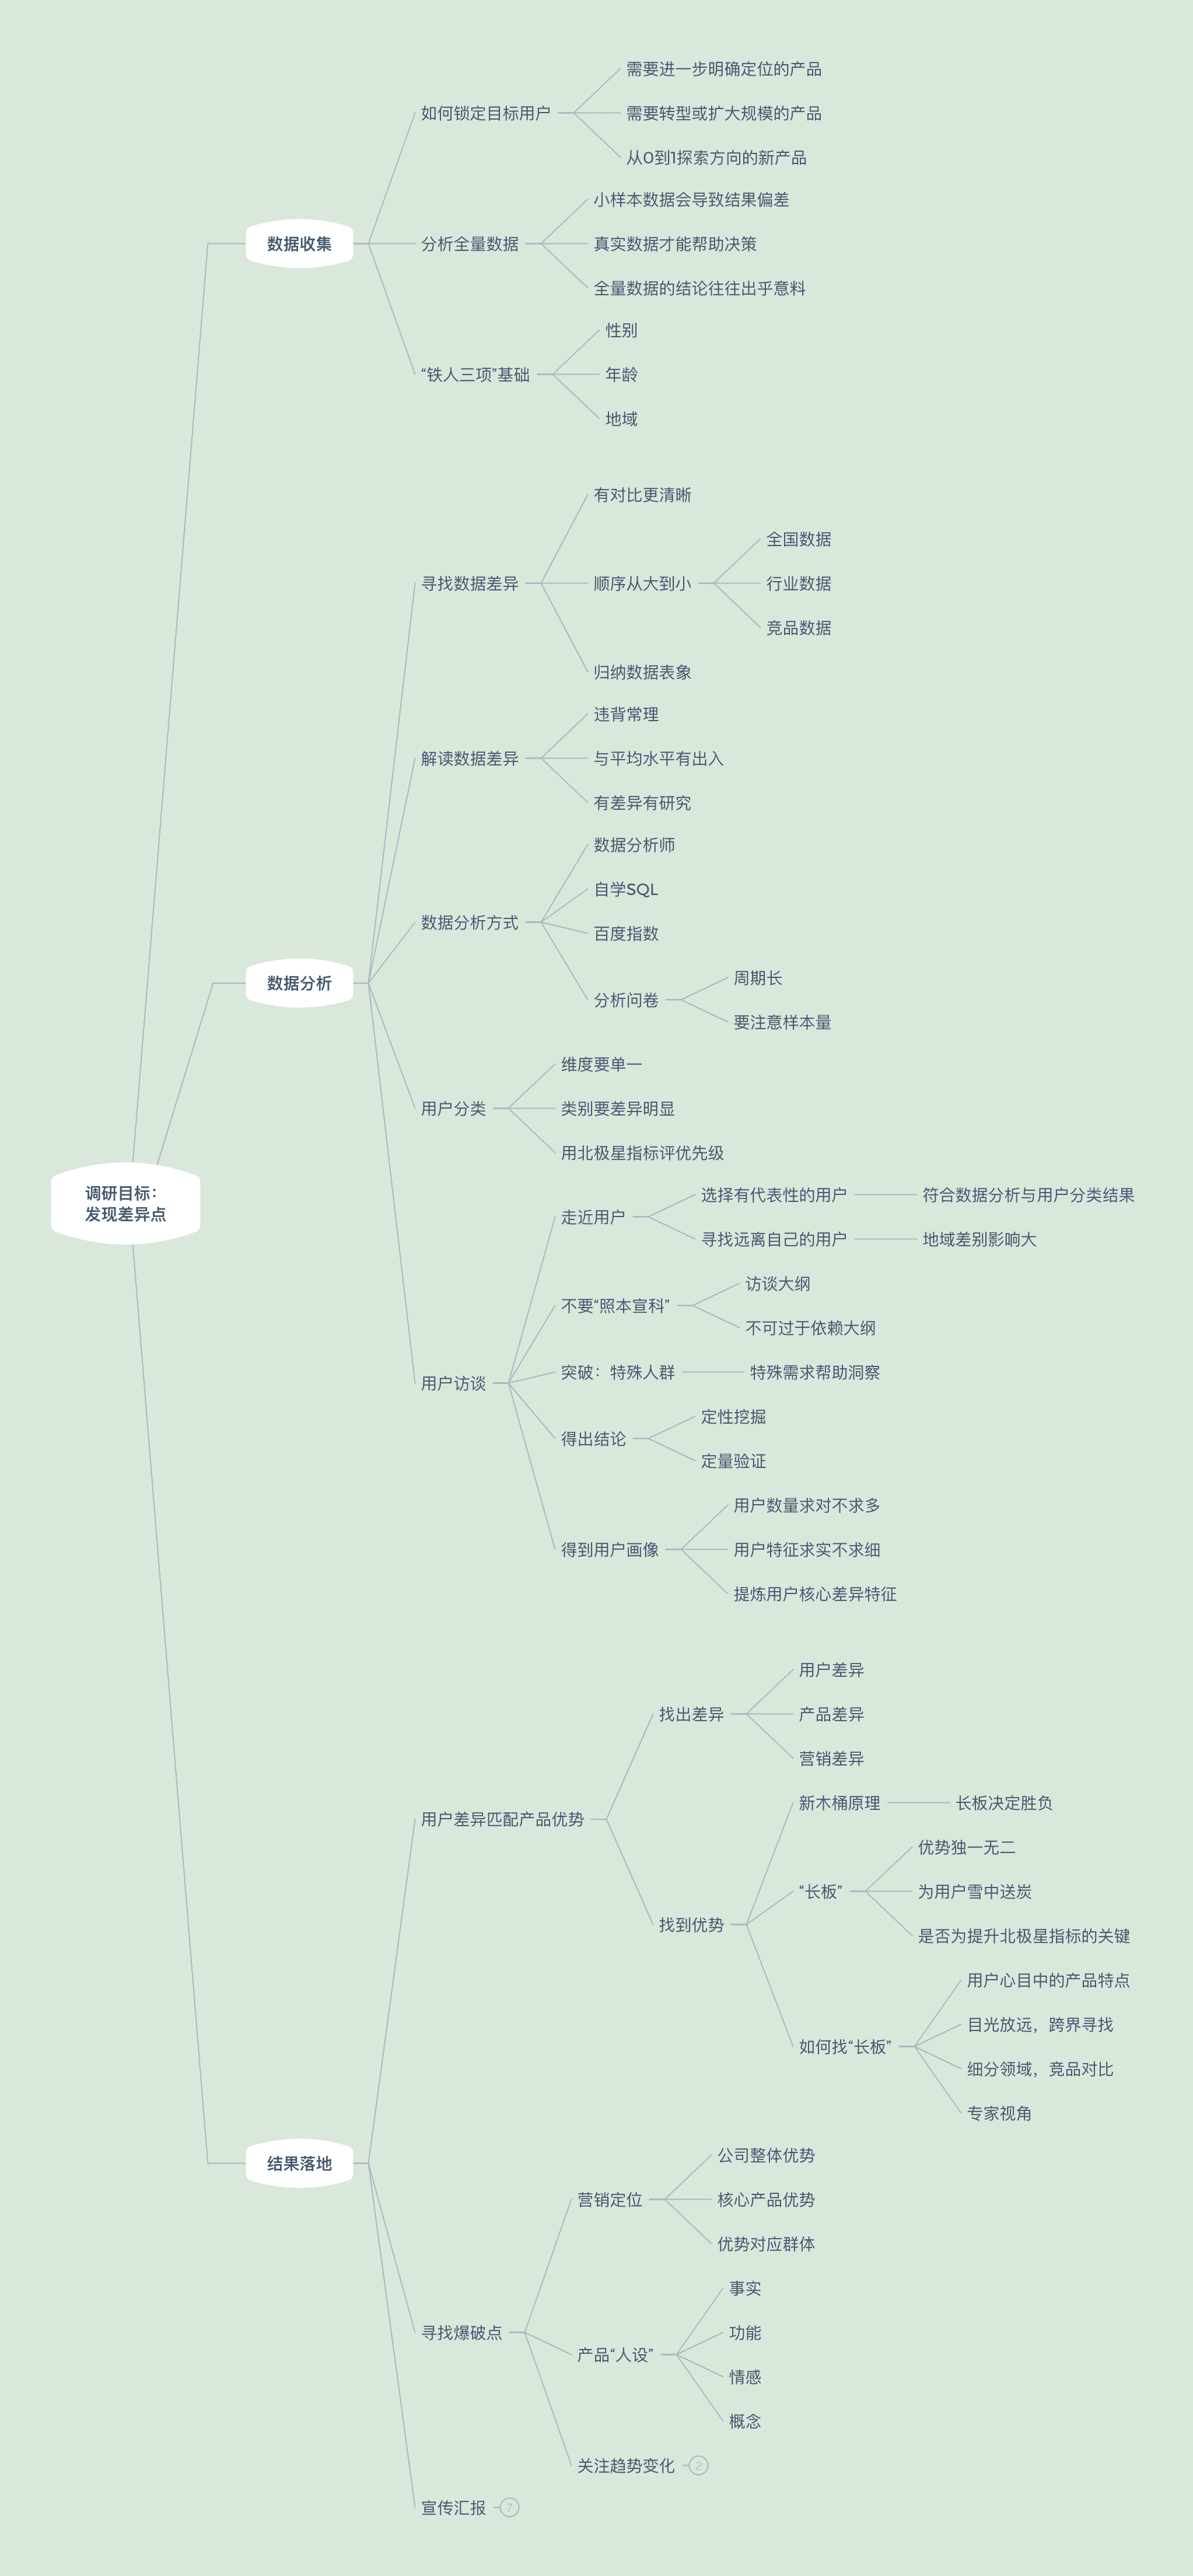 需要进一步明确定位的产品
如何锁定目标用户
需要转型或扩大规模的产品
从0到1探索方向的新产品
小样本数据会导致结果偏差
数据收集
分析全量数据
真实数据才能帮助决策
全量数据的结论往往出乎意料
性别
“铁人三项”基础
年龄
地域
有对比更清晰
全国数据
寻找数据差异
顺序从大到小
行业数据
竞品数据
归纳数据表象
违背常理
解读数据差异
与平均水平有出入
有差异有研究
数据分析师
自学SQL
数据分析方式
百度指数
数据分析
周期长
分析问卷
要注意样本量
维度要单一
用户分类
类别要差异明显
用北极星指标评优先级
调研目标：
发现差异点
选择有代表性的用户
符合数据分析与用户分类结果
走近用户
寻找远离自己的用户
地域差别影响大
访谈大纲
不要“照本宣科”
不可过于依赖大纲
用户访谈
突破：特殊人群
特殊需求帮助洞察
定性挖掘
得出结论
定量验证
用户数量求对不求多
得到用户画像
用户特征求实不求细
提炼用户核心差异特征
用户差异
找出差异
产品差异
营销差异
用户差异匹配产品优势
新木桶原理
长板决定胜负
优势独一无二
“长板”
为用户雪中送炭
找到优势
是否为提升北极星指标的关键
用户心目中的产品特点
目光放远，跨界寻找
如何找“长板”
细分领域，竞品对比
专家视角
结果落地
公司整体优势
营销定位
核心产品优势
优势对应群体
事实
寻找爆破点
功能
产品“人设”
情感
概念
关注趋势变化
2
宣传汇报
7